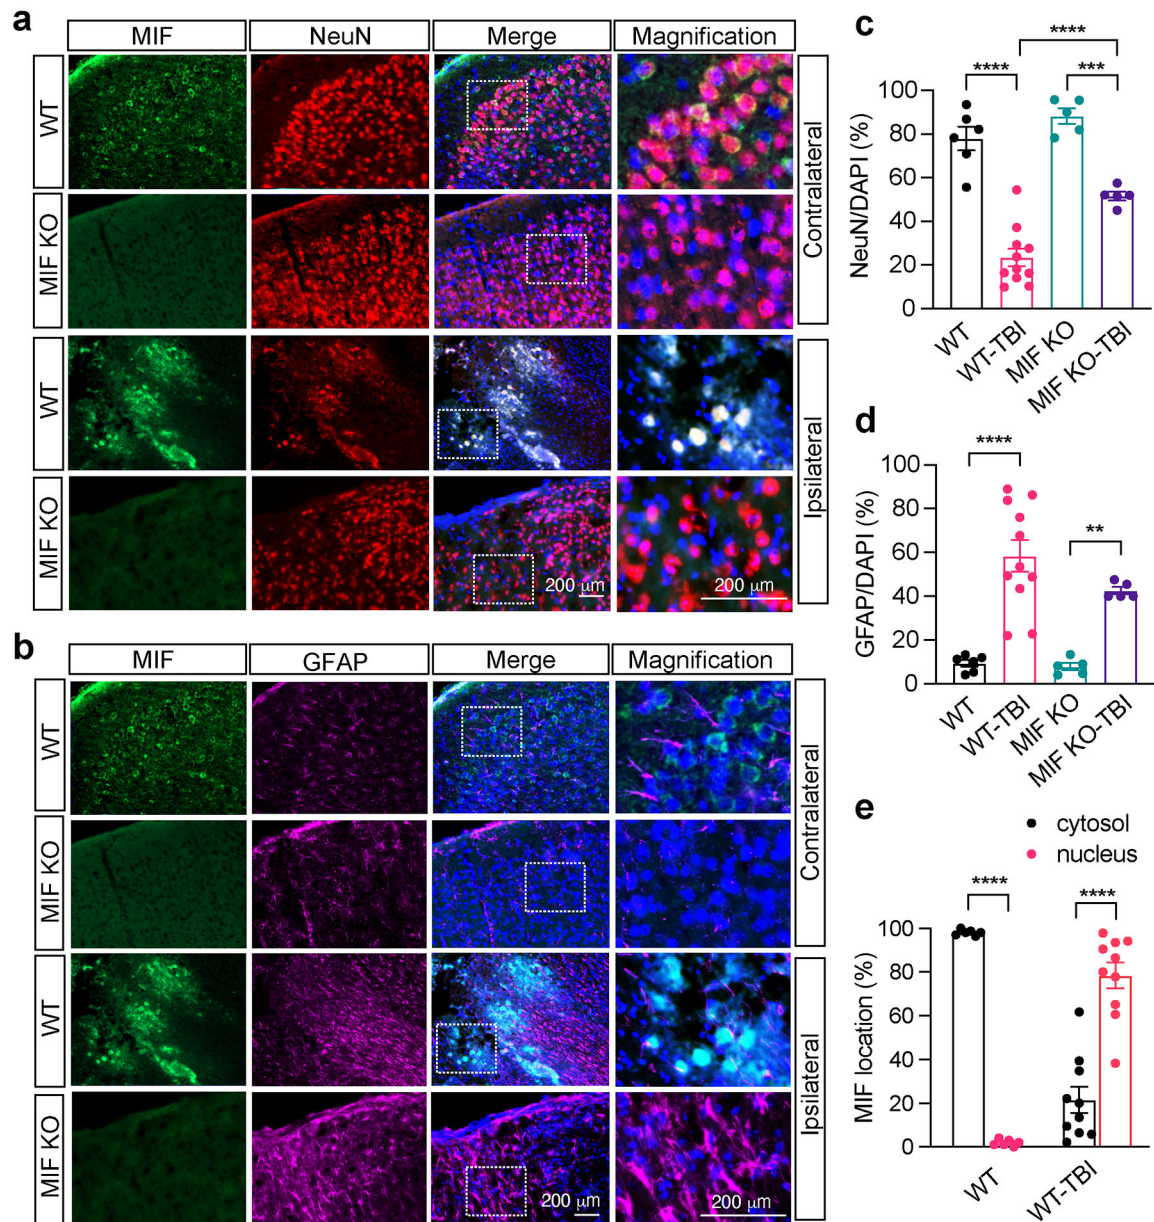 a
MIF NeuN Merge Magnification
WT
MIF KO
WT
MIF KO
Contralateral
Ipsilateral
200 μm
200 μm
b
MIF GFAP Merge Magnification
WT
MIF KO
WT
MIF KO
Contralateral
Ipsilateral
200 μm
200 μm
c
****
**** ***
NeuN/DAPI (%)
100
80
60
40
20
0
WT
WT-TBI
MIF KO
MIF KO-TBI
d
****
**
GFAP/DAPI (%)
100
80
60
40
20
0
WT
WT-TBI
MIF KO
MIF KO-TBI
e
cytosol
nucleus
**** ****
MIF location (%)
100
80
60
40
20
0
WT
WT-TBI